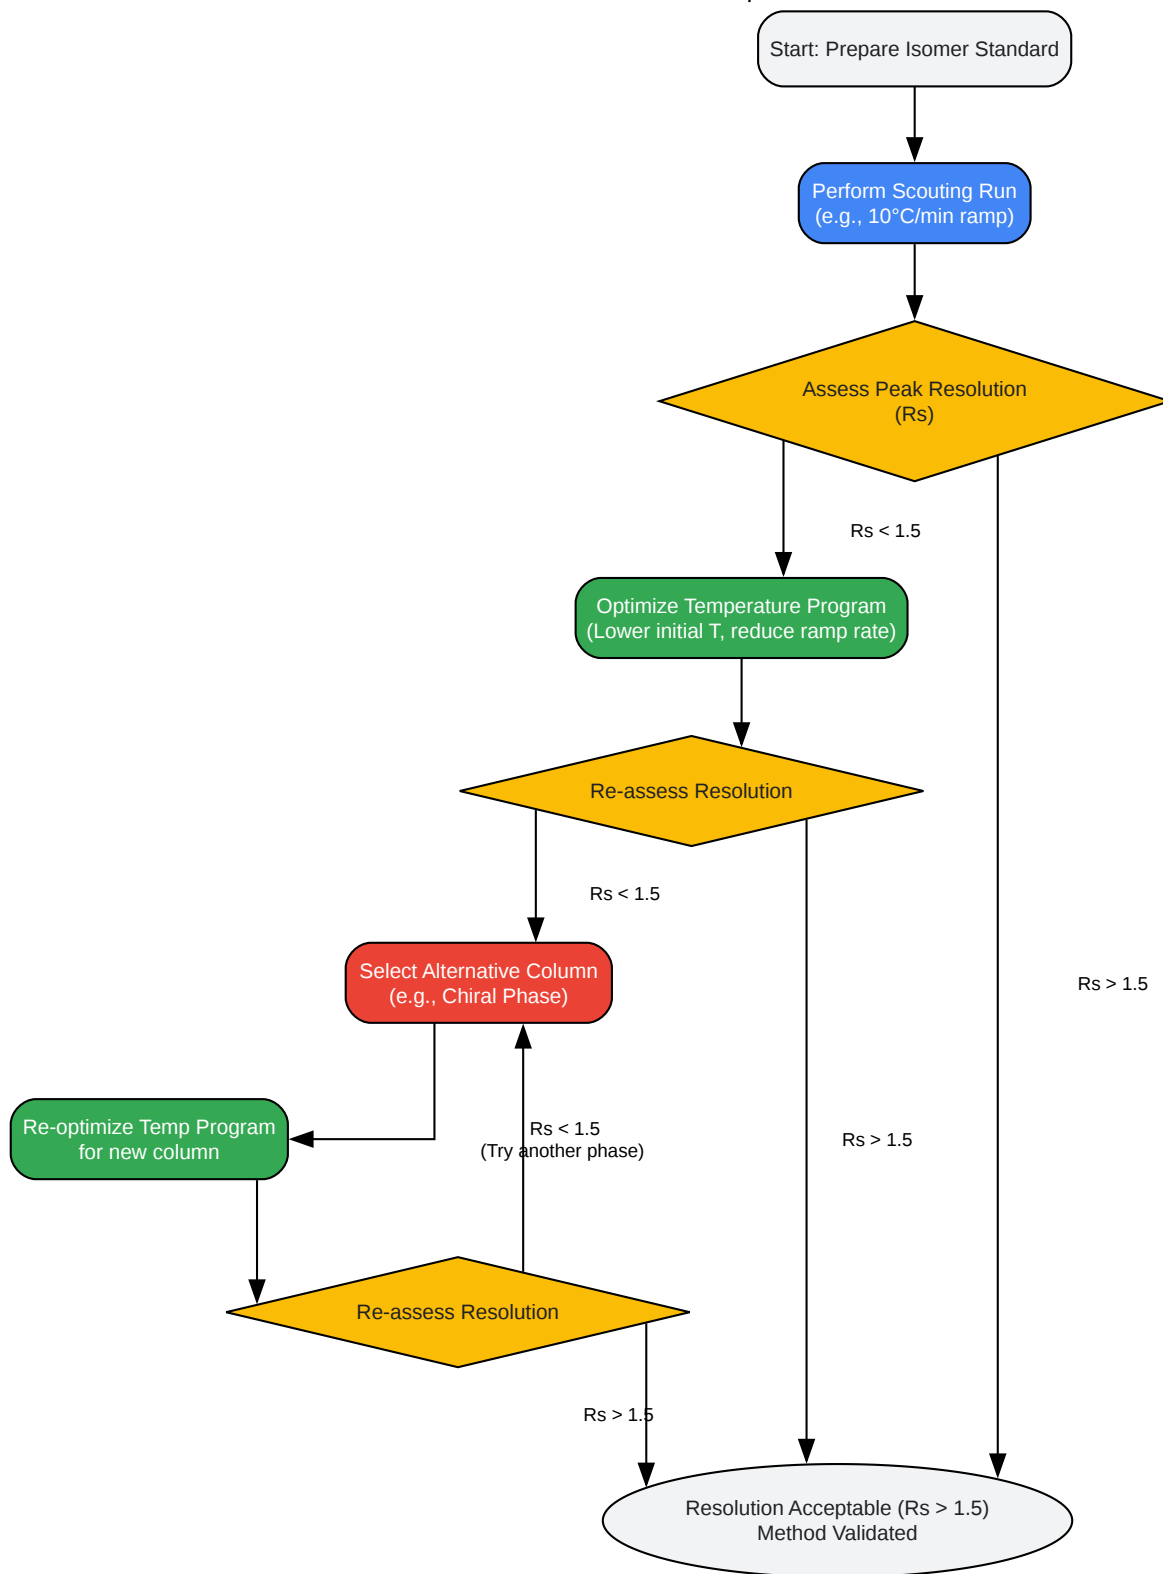 Start: Prepare Isomer Standard
Perform Scouting Run
(e.g., 10°C/min ramp)
Assess Peak Resolution
(Rs)
Rs < 1.5
Optimize Temperature Program
(Lower initial T, reduce ramp rate)
Re-assess Resolution
Rs < 1.5
Select Alternative Column
(e.g., Chiral Phase)
Rs > 1.5
Re-optimize Temp Program
for new column
Rs < 1.5
(Try another phase)
Rs > 1.5
Re-assess Resolution
Rs > 1.5
Resolution Acceptable (Rs > 1.5)
Method Validated